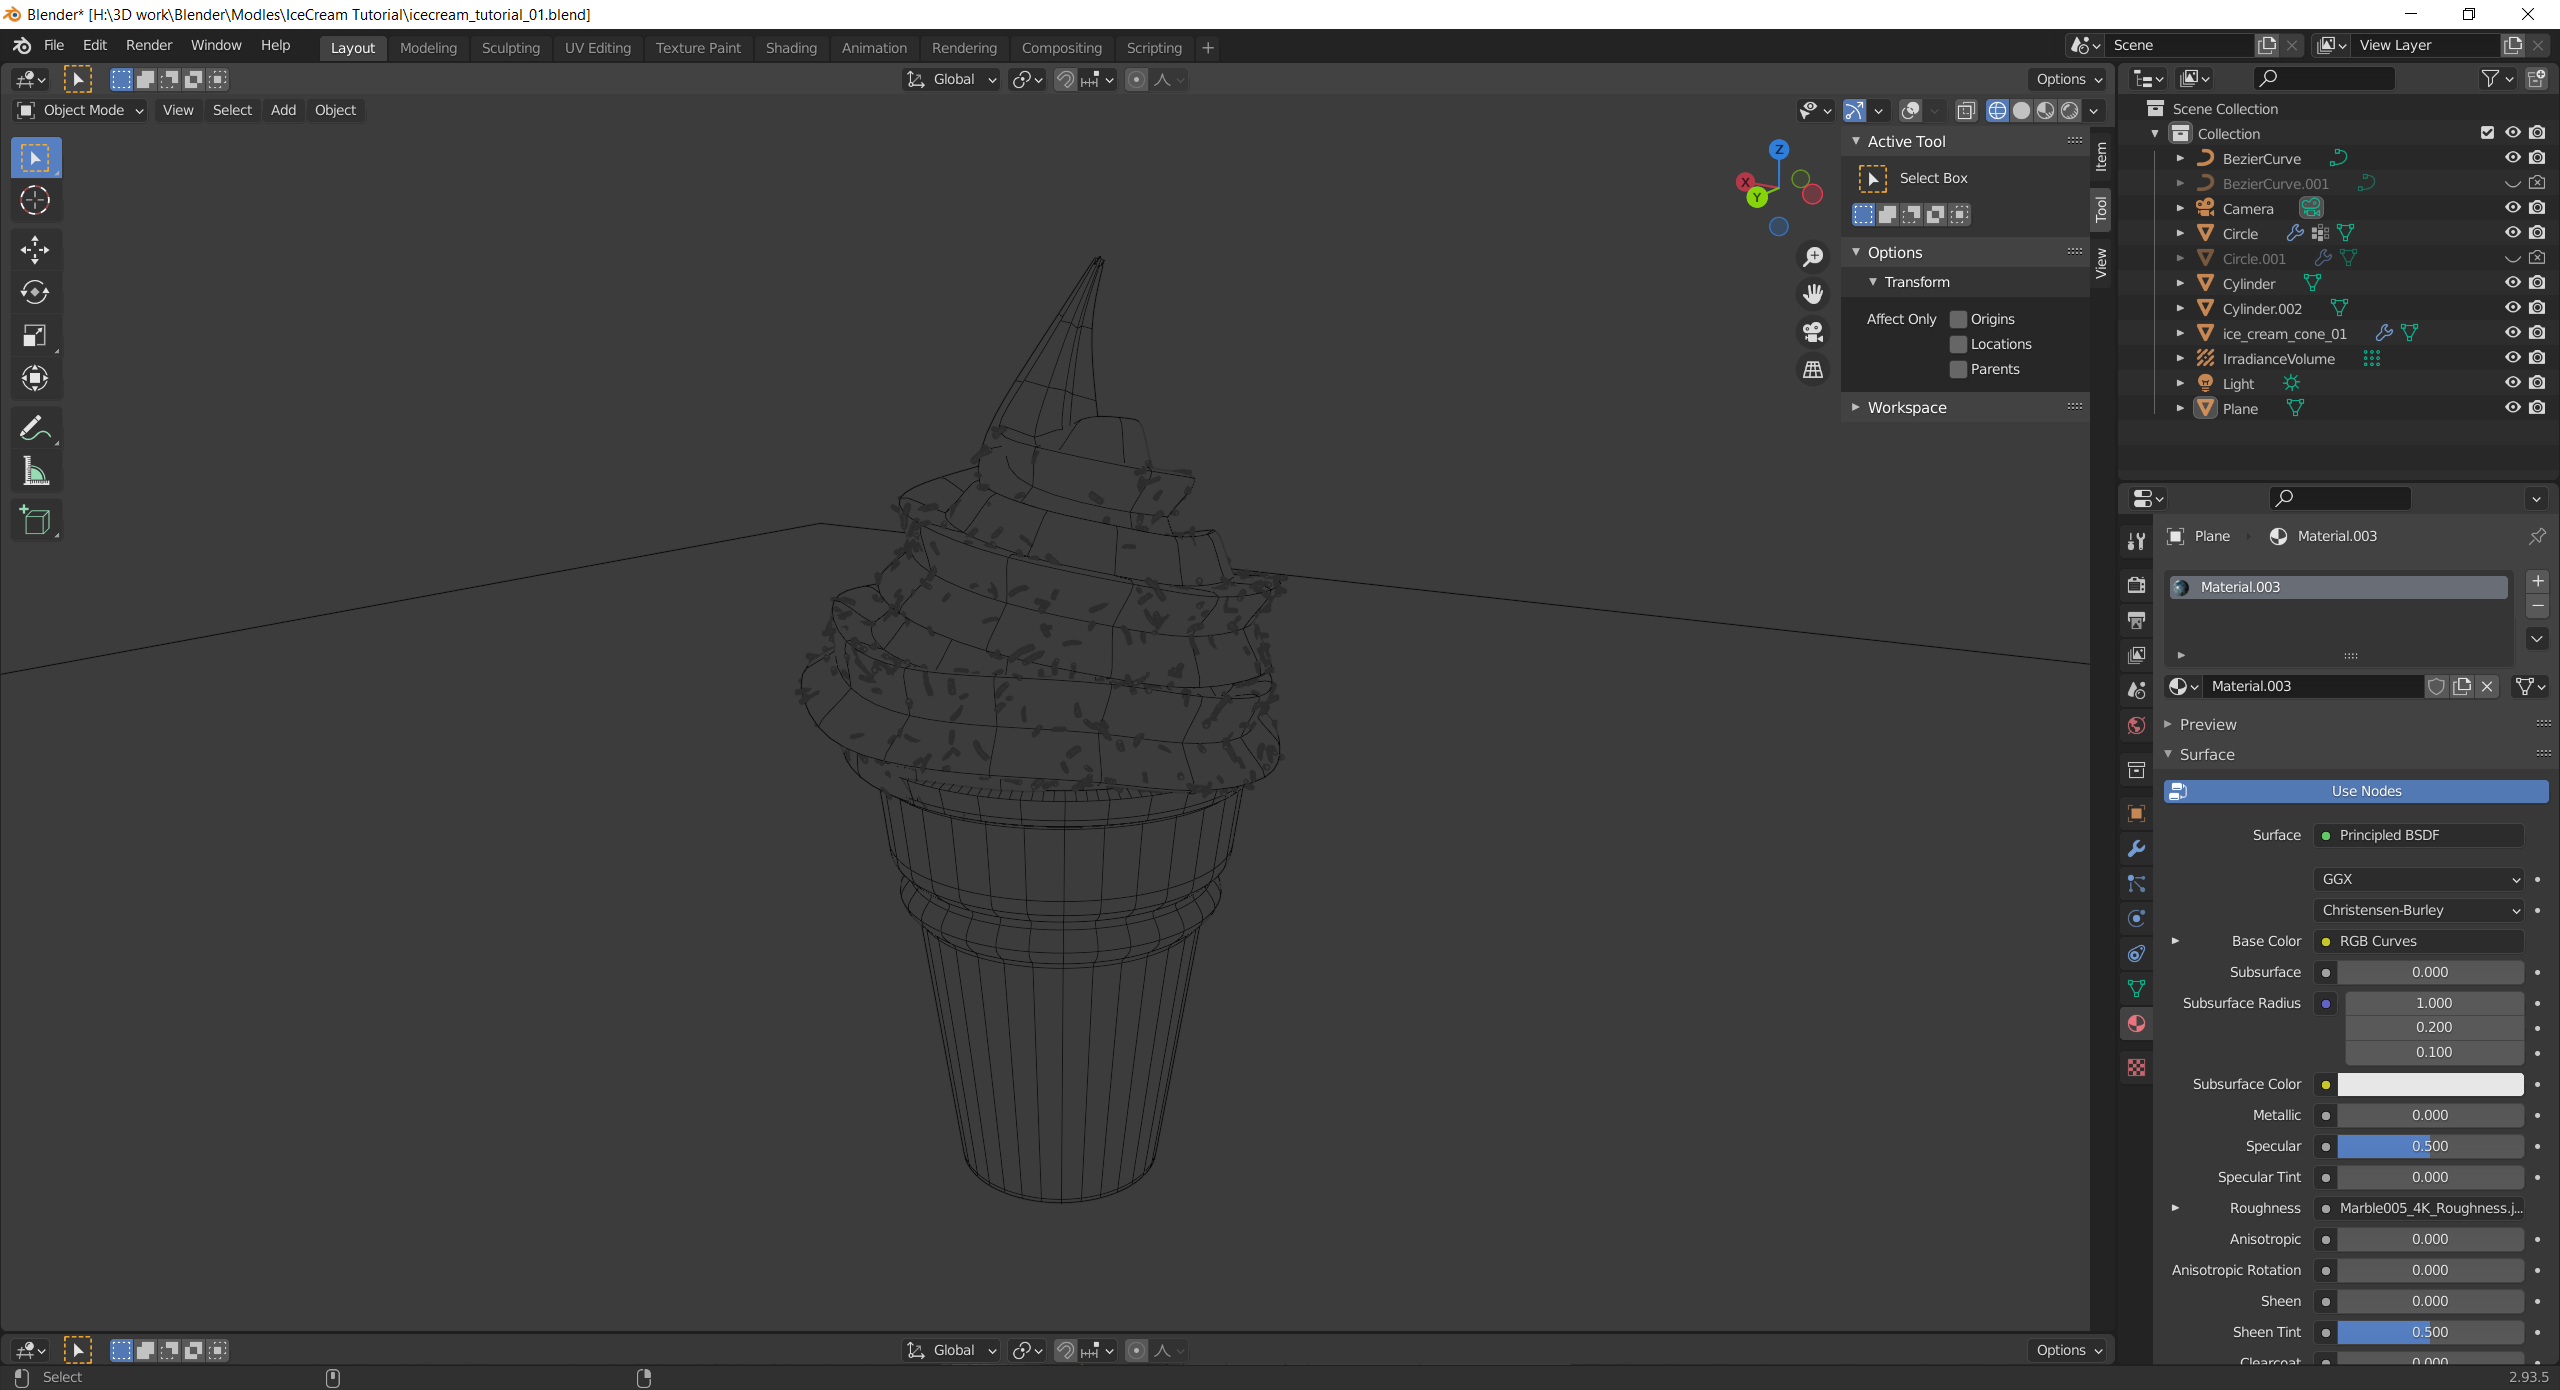 Blender* [H:\3D work\Blender\Modles\IceCream Tutorial\icecream_tutorial_01.blend]
File Edit Render Window Help Layout Modeling Sculpting UV Editing Texture Paint Shading Animation Rendering Compositing Scripting + Scene View Layer
Global Options
Object Mode View Select Add Object
Z
X
Y
Active Tool
Select Box
Options
Transform
Affect Only Origins
Locations
Parents
Workspace
Item
Tool
View
Scene Collection
Collection
BezierCurve
BezierCurve.001
Camera
Circle
Circle.001
Cylinder
Cylinder.002
ice_cream_cone_01
IrradianceVolume
Light
Plane
Plane Material.003
Material.003
Material.003
Preview
Surface
Use Nodes
Surface Principled BSDF
GGX
Christensen-Burley
Base Color RGB Curves
Subsurface 0.000
Subsurface Radius 1.000
0.200
0.100
Subsurface Color
Metallic 0.000
Specular 0.500
Specular Tint 0.000
Roughness Marble005_4K_Roughness.j...
Anisotropic 0.000
Anisotropic Rotation 0.000
Sheen 0.000
Sheen Tint 0.500
Clearcoat 0.000
Global Options
Select
2.93.5